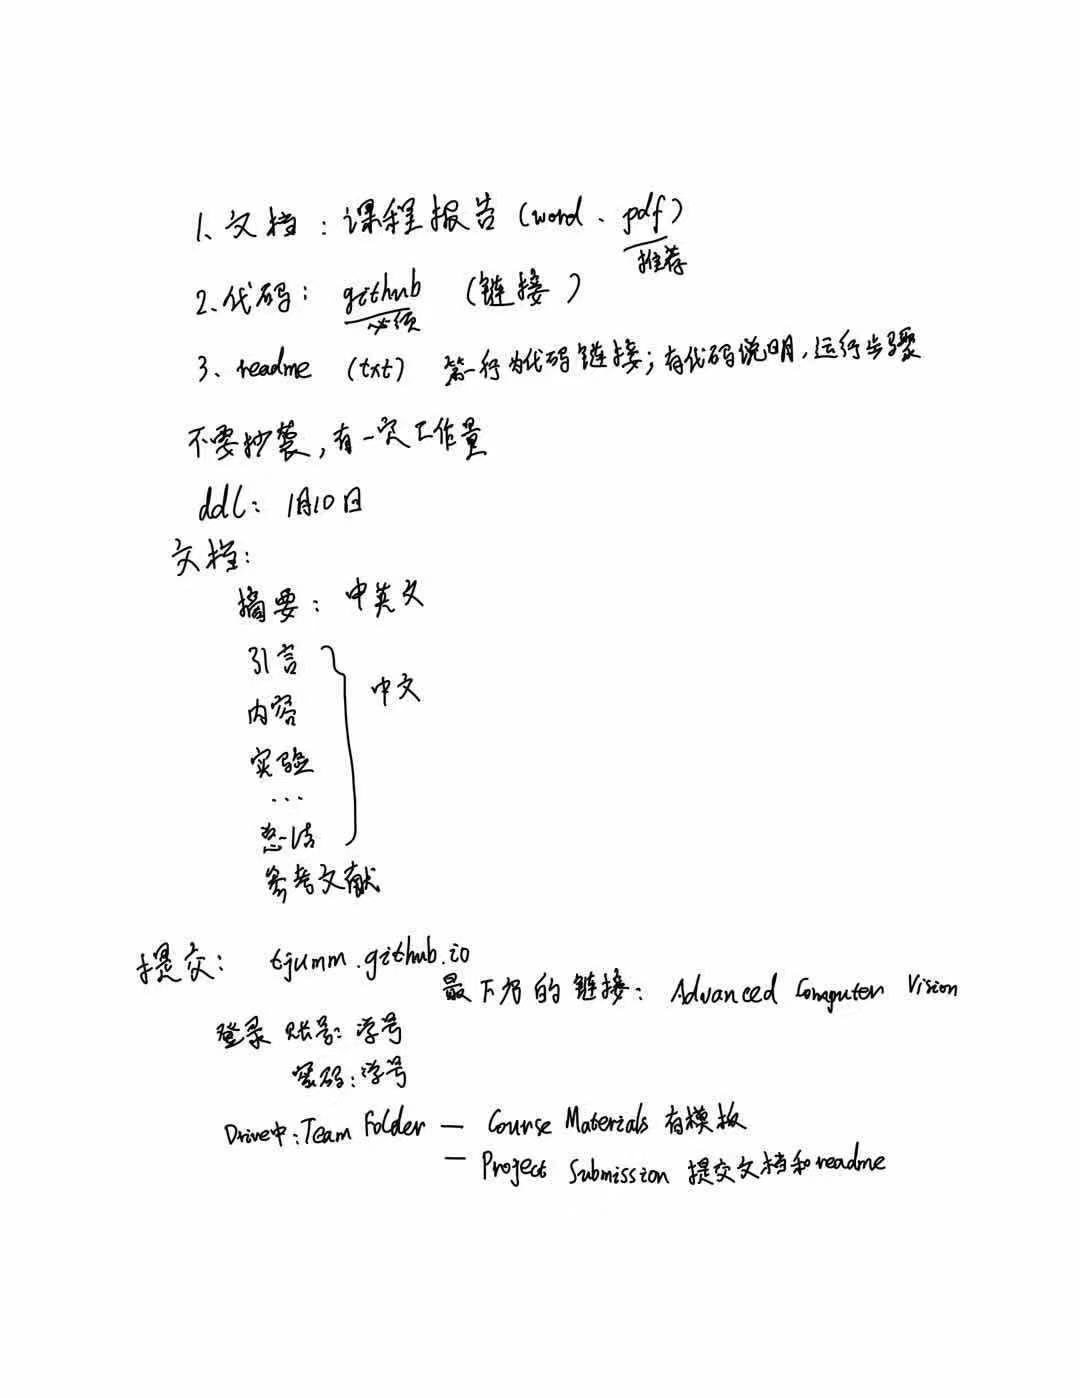 1、文档：课程报告（word、pdf）
推荐
2、代码：github （链接）
必须
3、readme （txt） 第一行为代码链接；有代码说明，运行步骤
不要抄袭，有一定工作量
ddl：1月10日
文档：
摘要：中英文
引言
内容
中文
实验
...
总结
参考文献
提交：tjumm.github.io
最下方的链接：Advanced Computer Vision
登录 账号：学号
密码：学号
Drive中：Team Folder — Course Materials 有模板
— Project Submission 提交文档和readme